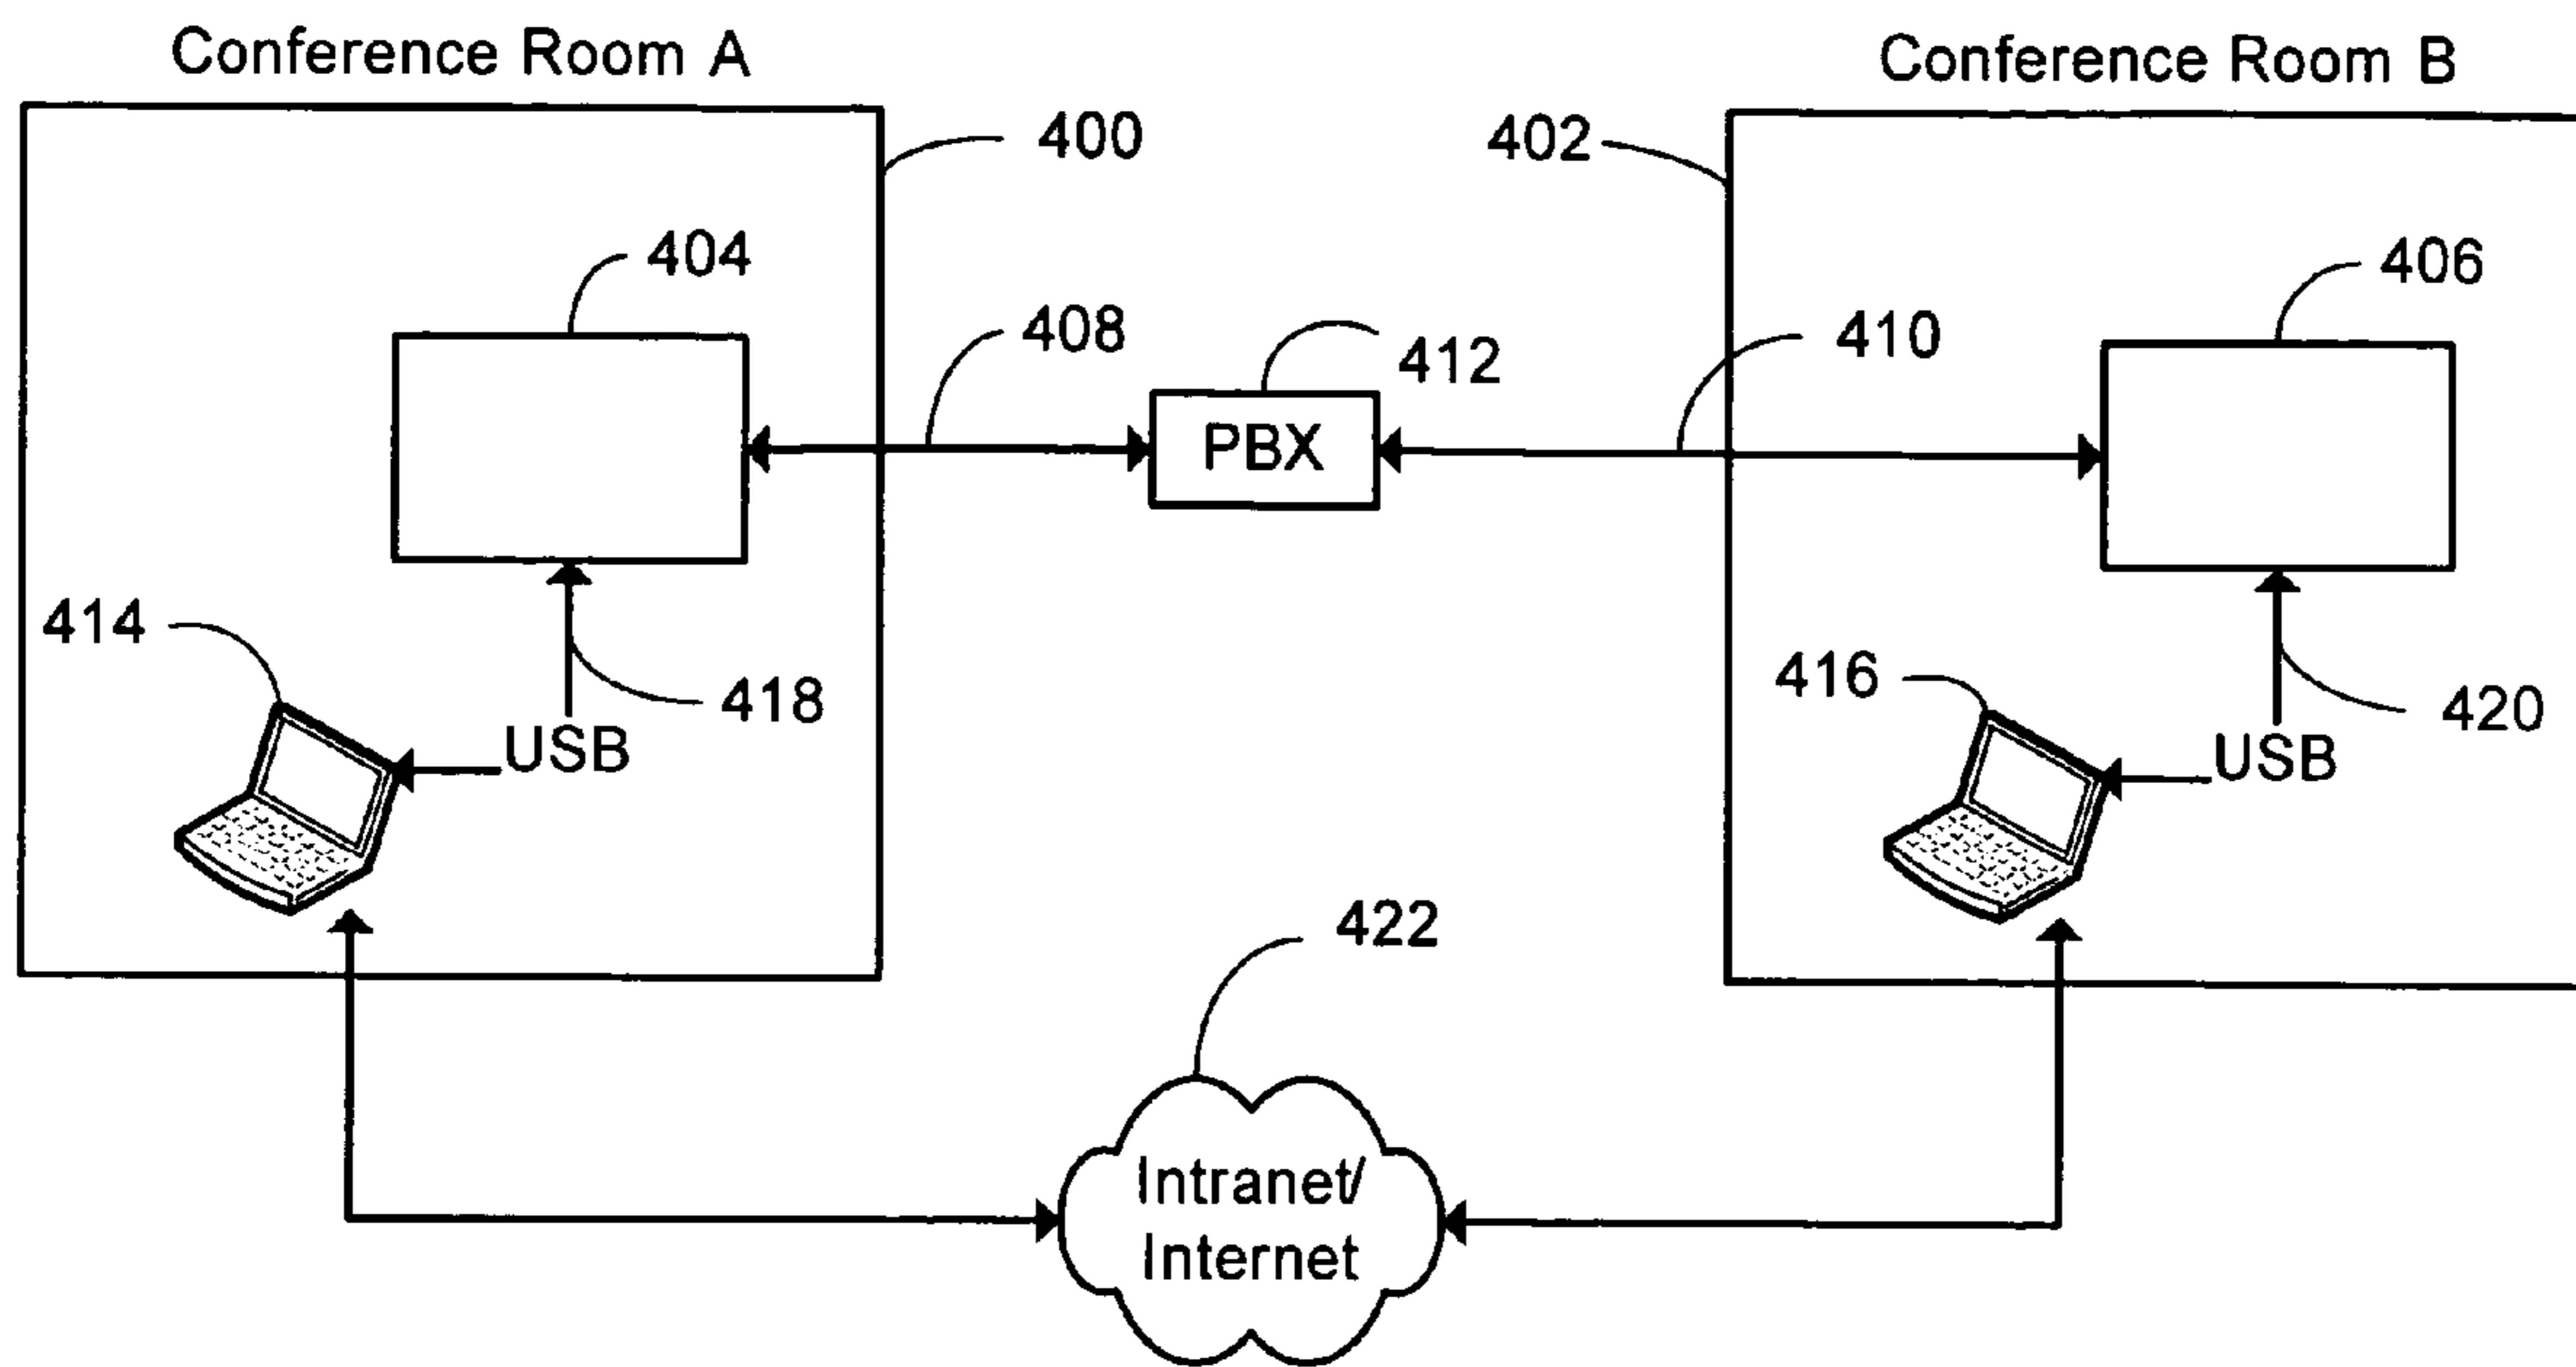 Conference Room A
Conference Room B
400
402
404
406
408
410
412
PBX
414
416
418
420
USB
USB
422
Intranet/
Internet